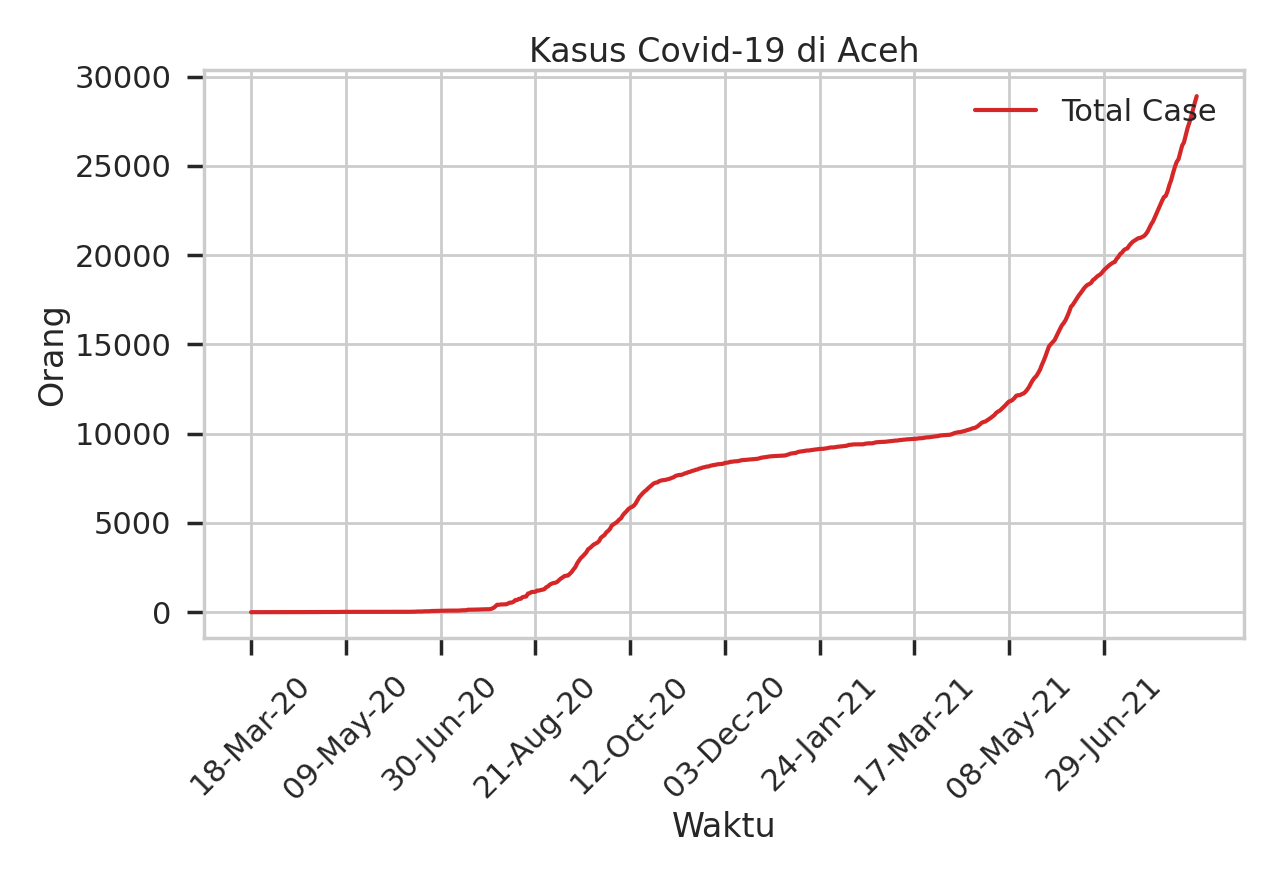 Kasus Covid-19 di Aceh
Total Case
Orang
30000
25000
20000
15000
10000
5000
0
18-Mar-20
09-May-20
30-Jun-20
21-Aug-20
12-Oct-20
03-Dec-20
24-Jan-21
17-Mar-21
08-May-21
29-Jun-21
Waktu